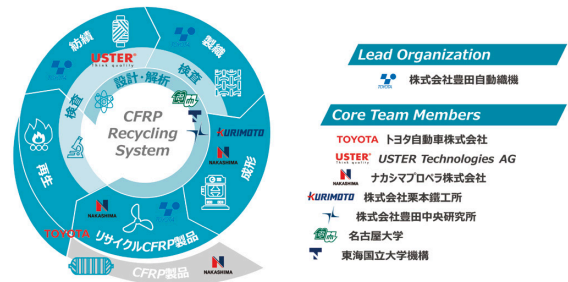 紡績
製織
USTER
Think quality
検査
設計・解析
検査
CFRP
Recycling
System
KURIMOTO
NAKASHIMA
成形
再生
NAKASHIMA
TOYOTA
リサイクルCFRP製品
CFRP製品
NAKASHIMA
Lead Organization
株式会社豊田自動織機
Core Team Members
TOYOTA トヨタ自動車株式会社
USTER Think quality USTER Technologies AG
NAKASHIMA ナカシマプロペラ株式会社
KURIMOTO 株式会社栗本鐵工所
株式会社豊田中央研究所
名古屋大学
東海国立大学機構